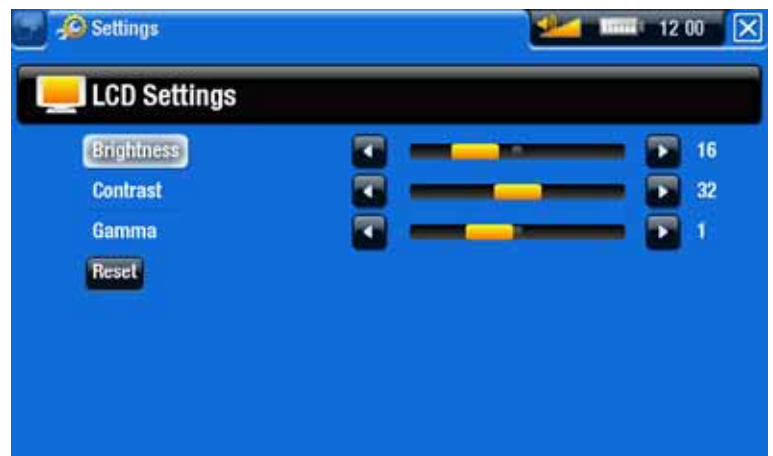 Settings 12 00
LCD Settings
Brightness 16
Contrast 32
Gamma 1
Reset